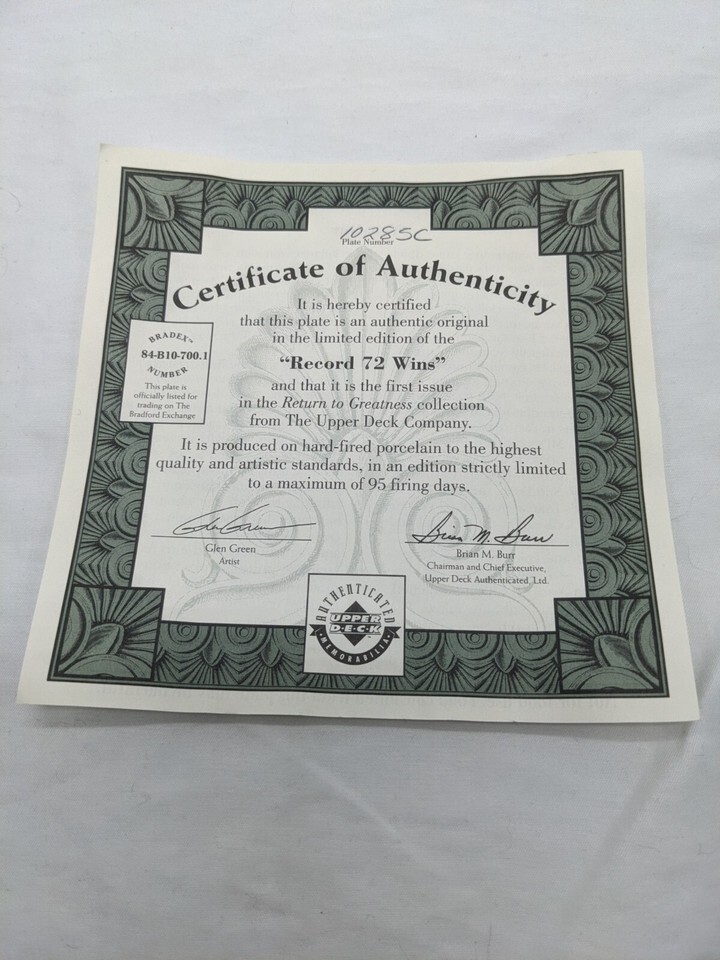 10285C
Plate Number
Certificate of Authenticity
It is hereby certified
that this plate is an authentic original
in the limited edition of the
“Record 72 Wins”
and that it is the first issue
in the Return to Greatness collection
from The Upper Deck Company.
It is produced on hard-fired porcelain to the highest
quality and artistic standards, in an edition strictly limited
to a maximum of 95 firing days.
BRADEX™
84-B10-700.1
NUMBER
This plate is
officially listed for
trading on The
Bradford Exchange
Glen Green
Glen Green
Artist
Brian M. Burr
Brian M. Burr
Chairman and Chief Executive,
Upper Deck Authenticated, Ltd.
AUTHENTICATED
UPPER
D·E·C·K
MEMORABILIA